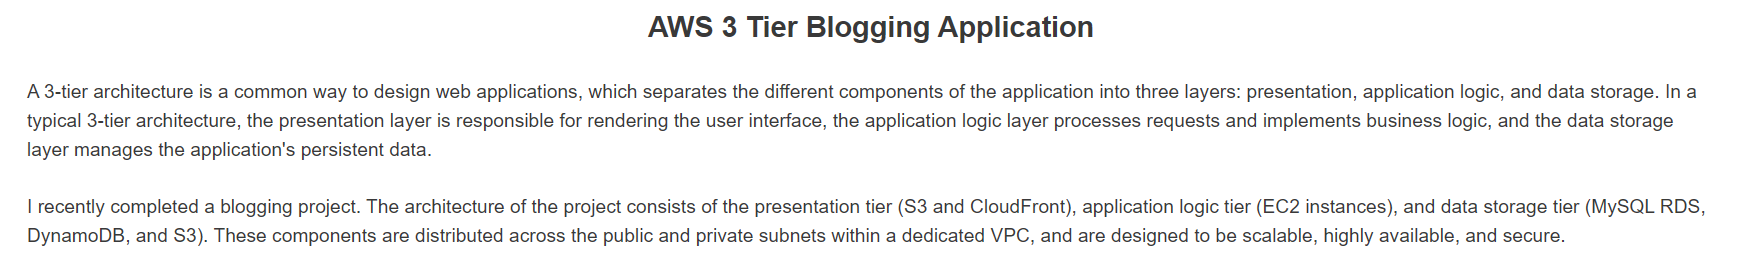 AWS 3 Tier Blogging Application
A 3-tier architecture is a common way to design web applications, which separates the different components of the application into three layers: presentation, application logic, and data storage. In a
typical 3-tier architecture, the presentation layer is responsible for rendering the user interface, the application logic layer processes requests and implements business logic, and the data storage
layer manages the application's persistent data.
I recently completed a blogging project. The architecture of the project consists of the presentation tier (S3 and CloudFront), application logic tier (EC2 instances), and data storage tier (MySQL RDS,
DynamoDB, and S3). These components are distributed across the public and private subnets within a dedicated VPC, and are designed to be scalable, highly available, and secure.